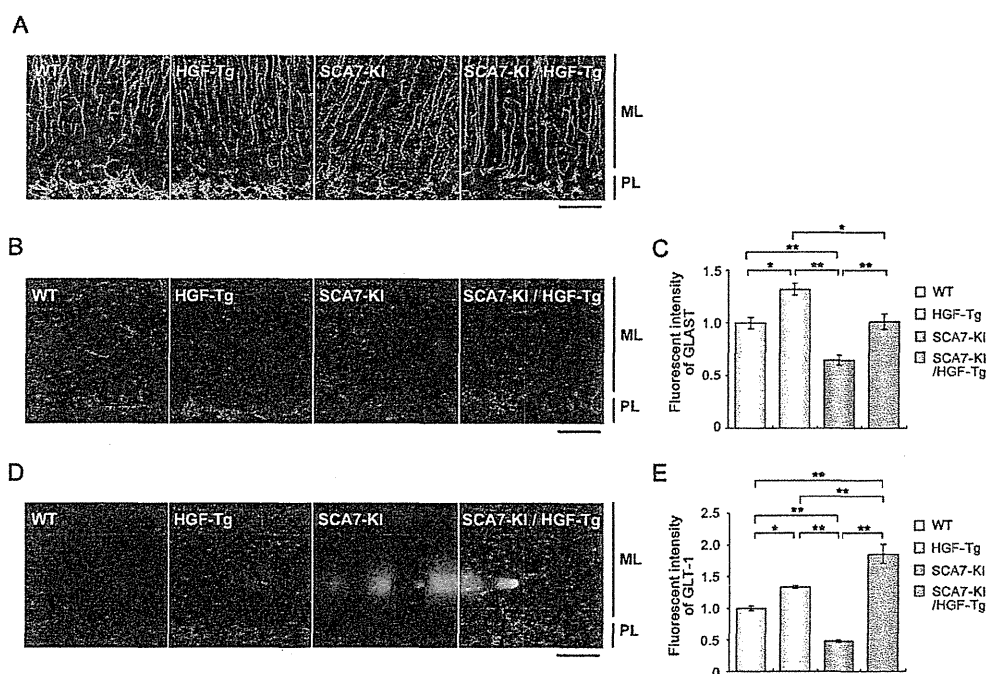 A
WT HGF-Tg SCA7-KI SCA7-KI / HGF-Tg
ML
PL
B
WT HGF-Tg SCA7-KI SCA7-KI / HGF-Tg
ML
PL
C
*
**
* ** **
Fluorescent intensity
of GLAST
1.5
1.0
0.5
0
WT
HGF-Tg
SCA7-KI
SCA7-KI
/HGF-Tg
D
WT HGF-Tg SCA7-KI SCA7-KI / HGF-Tg
ML
PL
E
**
**
**
* ** **
Fluorescent intensity
of GLT-1
2.5
2.0
1.5
1.0
0.5
0
WT
HGF-Tg
SCA7-KI
SCA7-KI
/HGF-Tg